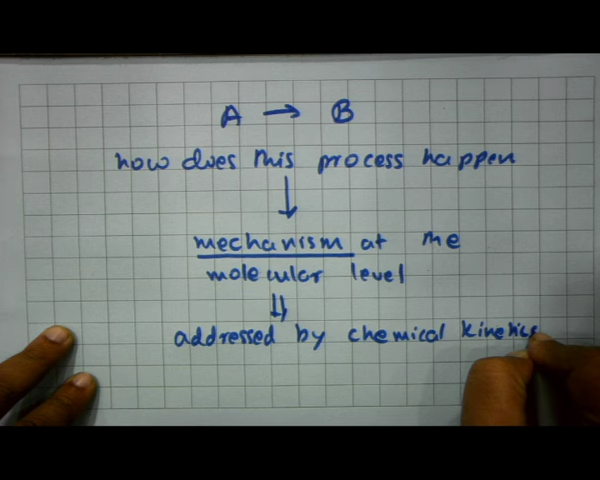 A → B
how does this process happen
↓
mechanism at the
molecular level
⇓
addressed by chemical kinetics